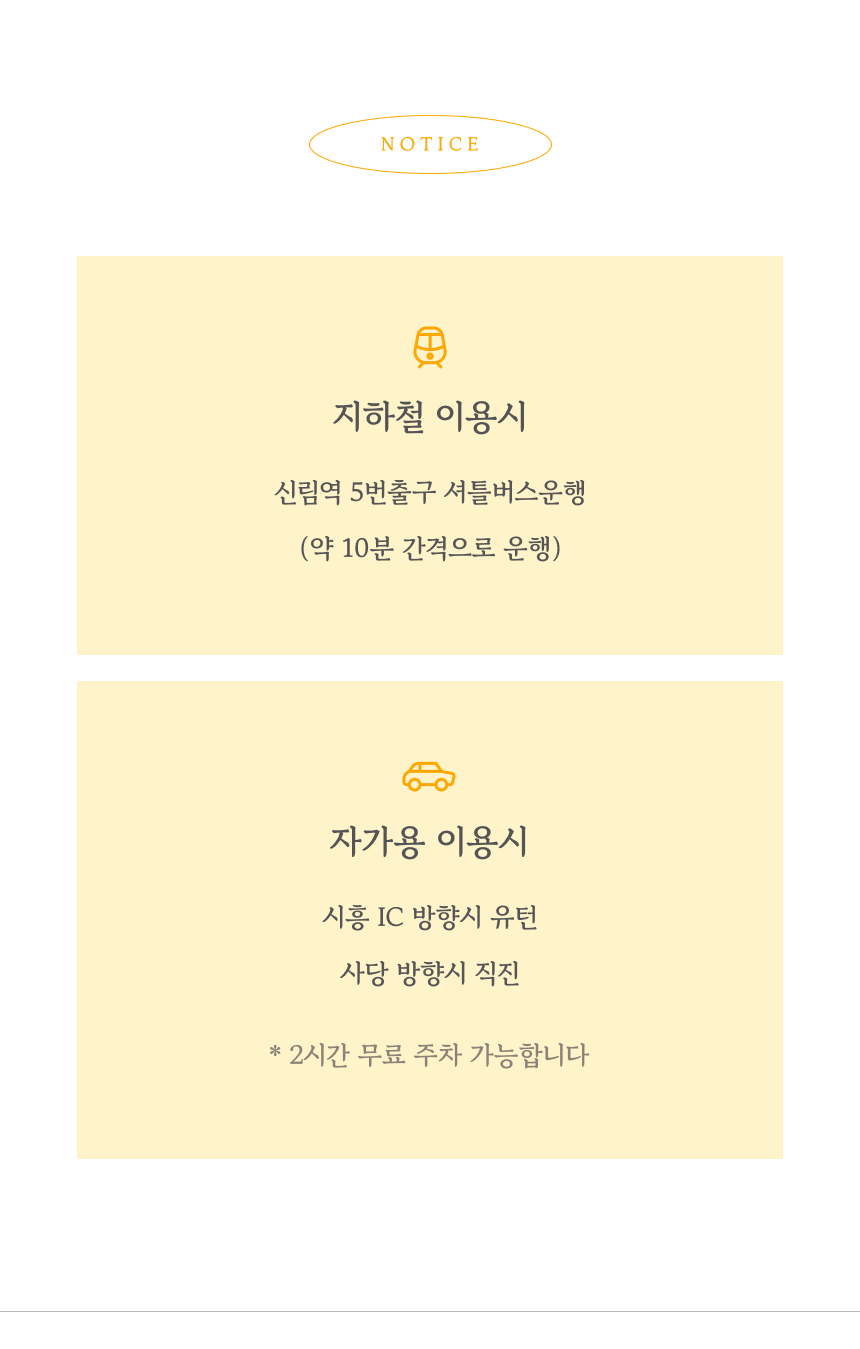 NOTICE
지하철 이용시
신림역 5번출구 셔틀버스운행
(약 10분 간격으로 운행)
자가용 이용시
시흥 IC 방향시 유턴
사당 방향시 직진
* 2시간 무료 주차 가능합니다